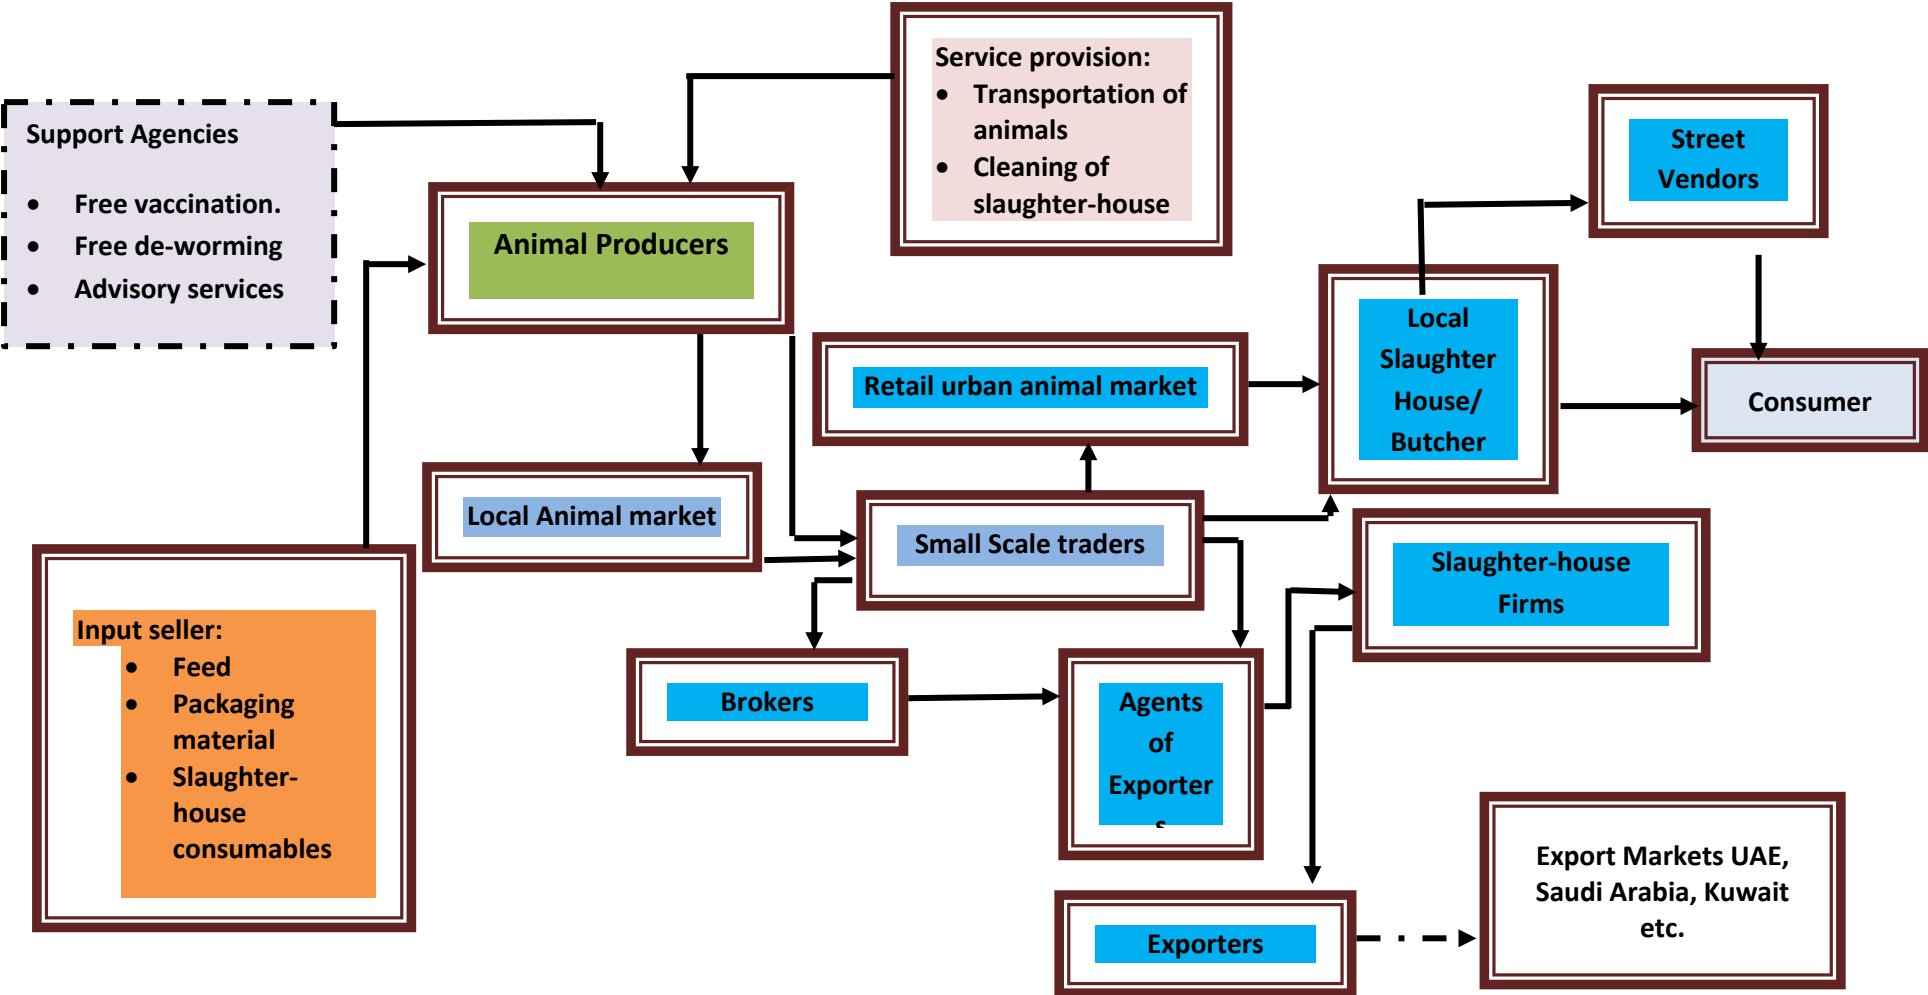 Service provision:
• Transportation of
animals
• Cleaning of
slaughter-house
Support Agencies
• Free vaccination.
• Free de-worming
• Advisory services
Street
Vendors
Animal Producers
Local
Slaughter
House/
Butcher
Retail urban animal market
Consumer
Local Animal market
Small Scale traders
Slaughter-house
Firms
Input seller:
• Feed
• Packaging
material
• Slaughter-
house
consumables
Brokers
Agents
of
Exporter
s
Export Markets UAE,
Saudi Arabia, Kuwait
etc.
Exporters